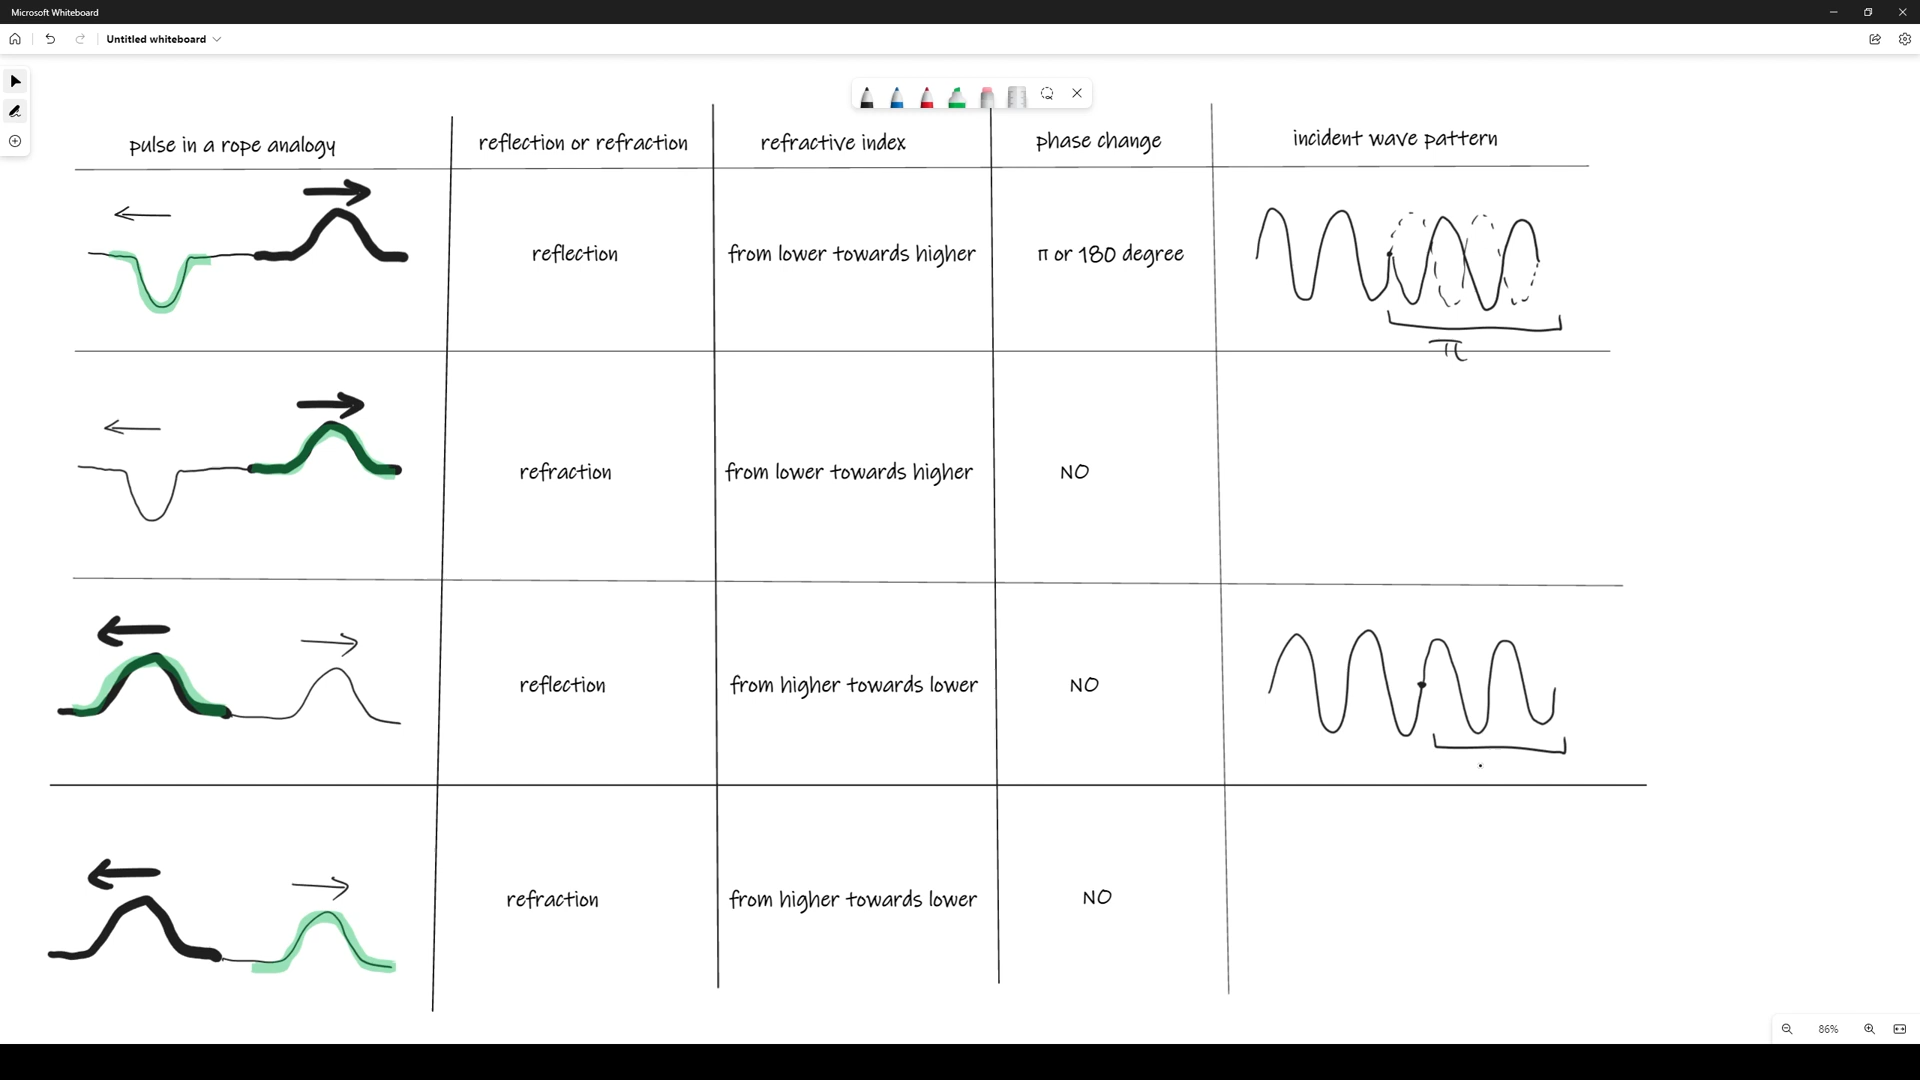 Microsoft Whiteboard
Untitled whiteboard
pulse in a rope analogy
reflection or refraction
refractive index
phase change
incident wave pattern
reflection
from lower towards higher
π or 180 degree
π
refraction
from lower towards higher
NO
reflection
from higher towards lower
NO
refraction
from higher towards lower
NO
86%